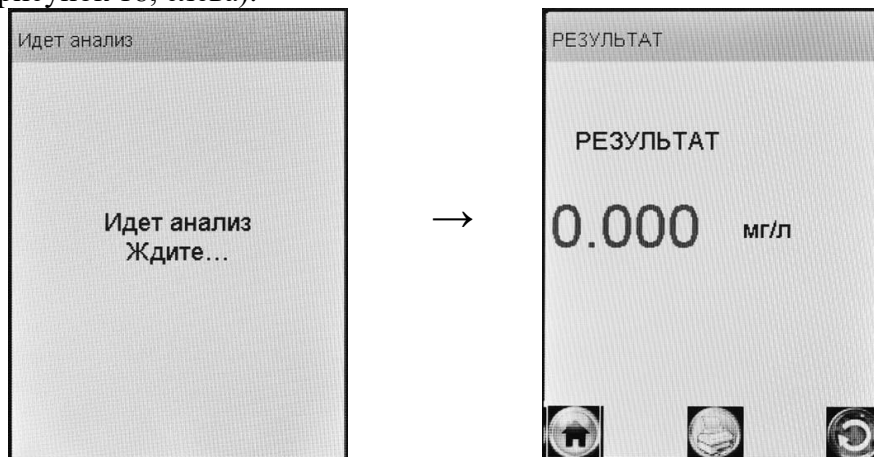 Идет анализ
Идет анализ
Ждите...
→
РЕЗУЛЬТАТ
РЕЗУЛЬТАТ
0.000 мг/л